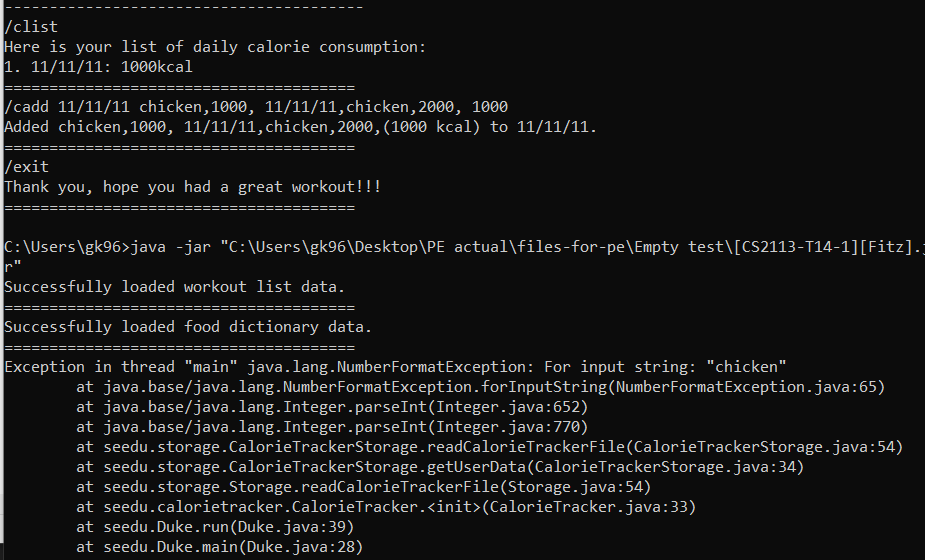 ----------------------------------------
/clist
Here is your list of daily calorie consumption:
1. 11/11/11: 1000kcal
=======================================
/cadd 11/11/11 chicken,1000, 11/11/11,chicken,2000, 1000
Added chicken,1000, 11/11/11,chicken,2000,(1000 kcal) to 11/11/11.
=======================================
/exit
Thank you, hope you had a great workout!!!
=======================================
C:\Users\gk96>java -jar "C:\Users\gk96\Desktop\PE actual\files-for-pe\Empty test\[CS2113-T14-1][Fitz].j
r"
Successfully loaded workout list data.
=======================================
Successfully loaded food dictionary data.
=======================================
Exception in thread "main" java.lang.NumberFormatException: For input string: "chicken"
        at java.base/java.lang.NumberFormatException.forInputString(NumberFormatException.java:65)
        at java.base/java.lang.Integer.parseInt(Integer.java:652)
        at java.base/java.lang.Integer.parseInt(Integer.java:770)
        at seedu.storage.CalorieTrackerStorage.readCalorieTrackerFile(CalorieTrackerStorage.java:54)
        at seedu.storage.CalorieTrackerStorage.getUserData(CalorieTrackerStorage.java:34)
        at seedu.storage.Storage.readCalorieTrackerFile(Storage.java:54)
        at seedu.calorietracker.CalorieTracker.<init>(CalorieTracker.java:33)
        at seedu.Duke.run(Duke.java:39)
        at seedu.Duke.main(Duke.java:28)